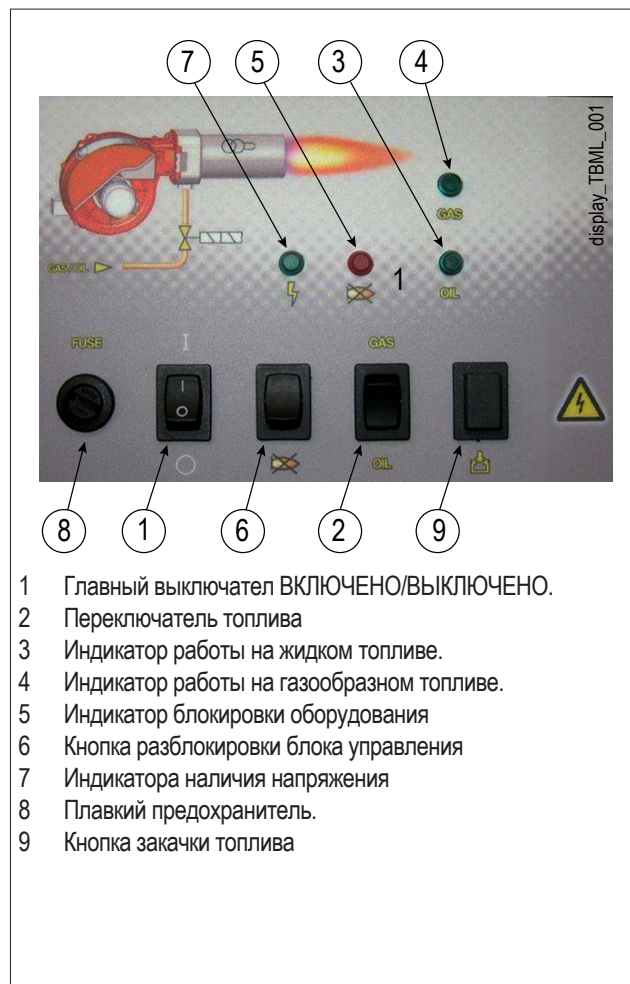 7 5 3 4
display_TBML_001
GAS
GAS/OIL
1
OIL
FUSE
I
GAS
I
O
OIL
8 1 6 2 9
1 Главный выключател ВКЛЮЧЕНО/ВЫКЛЮЧЕНО.
2 Переключатель топлива
3 Индикатор работы на жидком топливе.
4 Индикатор работы на газообразном топливе.
5 Индикатор блокировки оборудования
6 Кнопка разблокировки блока управления
7 Индикатора наличия напряжения
8 Плавкий предохранитель.
9 Кнопка закачки топлива